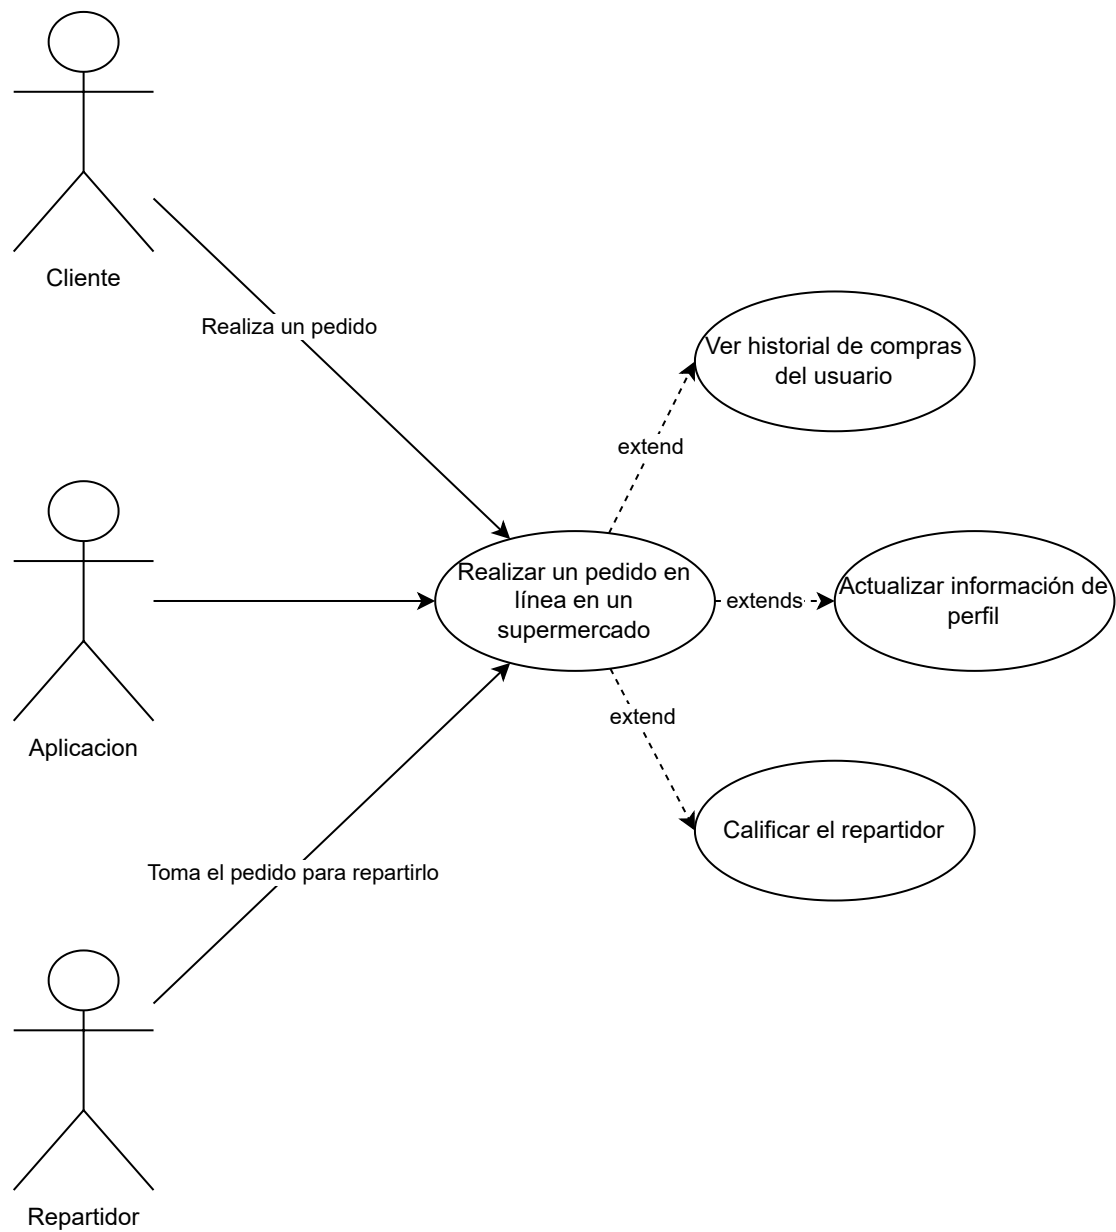 Cliente
Realiza un pedido
Ver historial de compras
del usuario
extend
Realizar un pedido en
línea en un
supermercado
extends
Actualizar información de
perfil
extend
Aplicacion
Calificar el repartidor
Toma el pedido para repartirlo
Repartidor